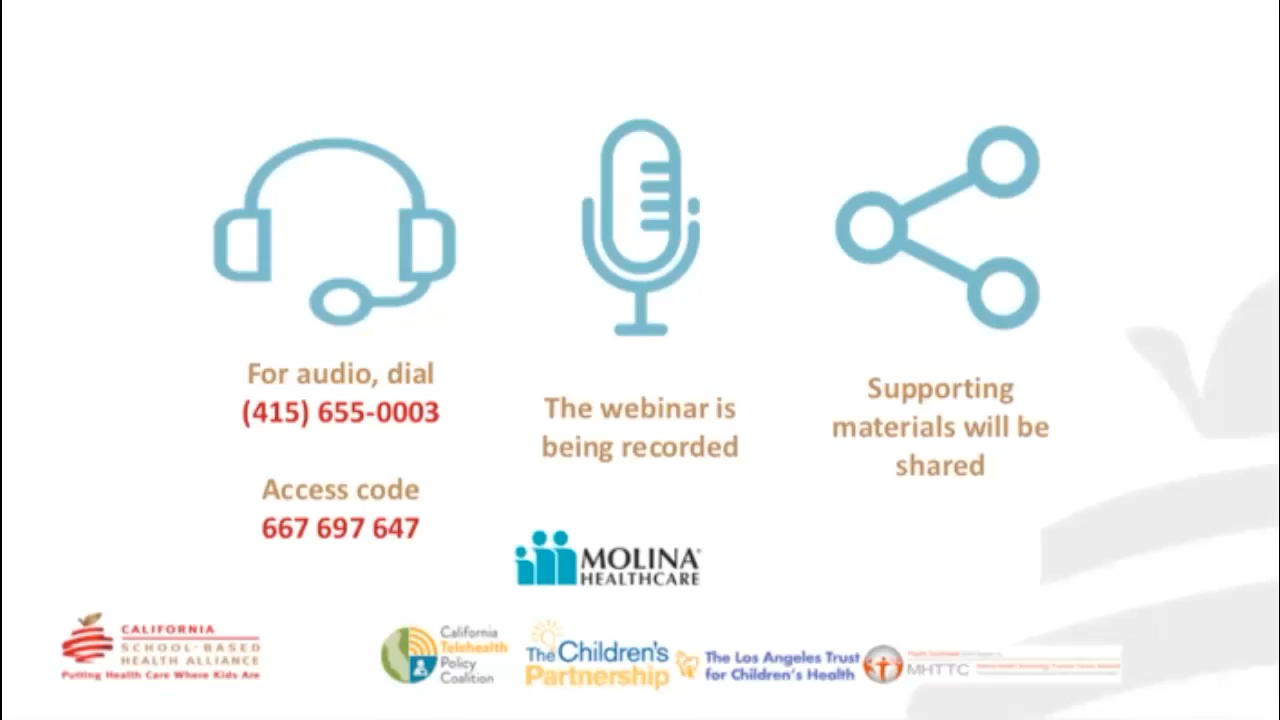 For audio, dial
(415) 655-0003
Access code
667 697 647
The webinar is
being recorded
Supporting
materials will be
shared
MOLINA
HEALTHCARE
CALIFORNIA
SCHOOL-BASED
HEALTH ALLIANCE
Putting Health Care Where Kids Are
California
Telehealth
Policy
Coalition
The Children's
Partnership
The Los Angeles Trust
for Children's Health
MHTTC